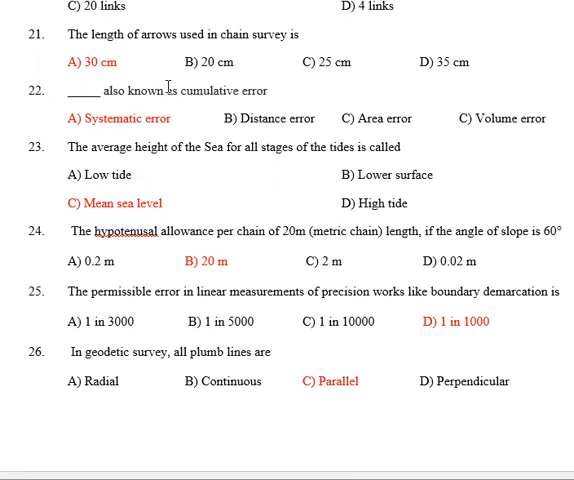 C) 20 links D) 4 links
21. The length of arrows used in chain survey is
A) 30 cm B) 20 cm C) 25 cm D) 35 cm
22. _____ also known is cumulative error
A) Systematic error B) Distance error C) Area error C) Volume error
23. The average height of the Sea for all stages of the tides is called
A) Low tide B) Lower surface
C) Mean sea level D) High tide
24. The hypotenusal allowance per chain of 20m (metric chain) length, if the angle of slope is 60°
A) 0.2 m B) 20 m C) 2 m D) 0.02 m
25. The permissible error in linear measurements of precision works like boundary demarcation is
A) 1 in 3000 B) 1 in 5000 C) 1 in 10000 D) 1 in 1000
26. In geodetic survey, all plumb lines are
A) Radial B) Continuous C) Parallel D) Perpendicular